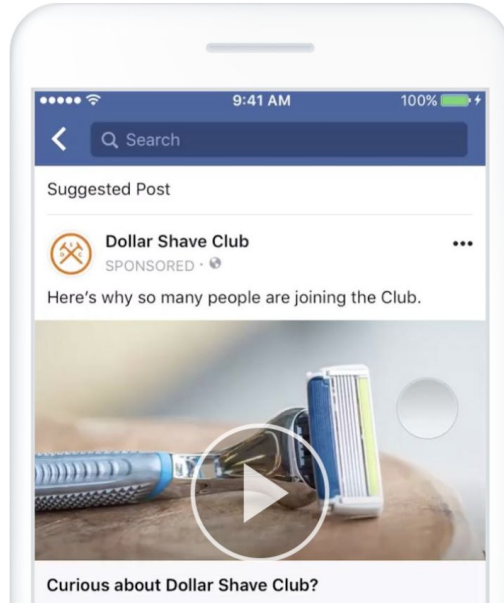 9:41 AM 100%
Search
Suggested Post
Dollar Shave Club
SPONSORED ·
Here's why so many people are joining the Club.
Curious about Dollar Shave Club?